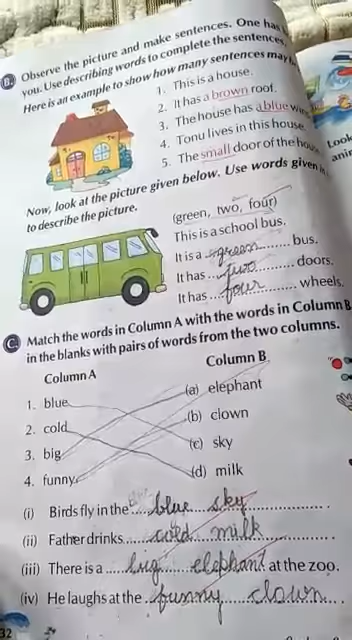 B. Observe the picture and make sentences. One has
you. Use describing words to complete the sentences.
Here is an example to show how many sentences may
1. This is a house.
2. It has a brown roof.
3. The house has a blue
4. Tonu lives in this house.
5. The small door of the
Look
Now, look at the picture given below. Use words given
to describe the picture.
(green, two, four)
This is a school bus.
It is a ..green.......... bus.
It has ...two.......... doors.
It has ...four.......... wheels.
C. Match the words in Column A with the words in Column B
in the blanks with pairs of words from the two columns.
Column A
Column B
1. blue
(a) elephant
2. cold
(b) clown
3. big
(c) sky
4. funny
(d) milk
(i) Birds fly in the .....blue sky..............
(ii) Father drinks......cold milk..............
(iii) There is a .....big elephant at the zoo.
(iv) He laughs at the ..funny clown....
32